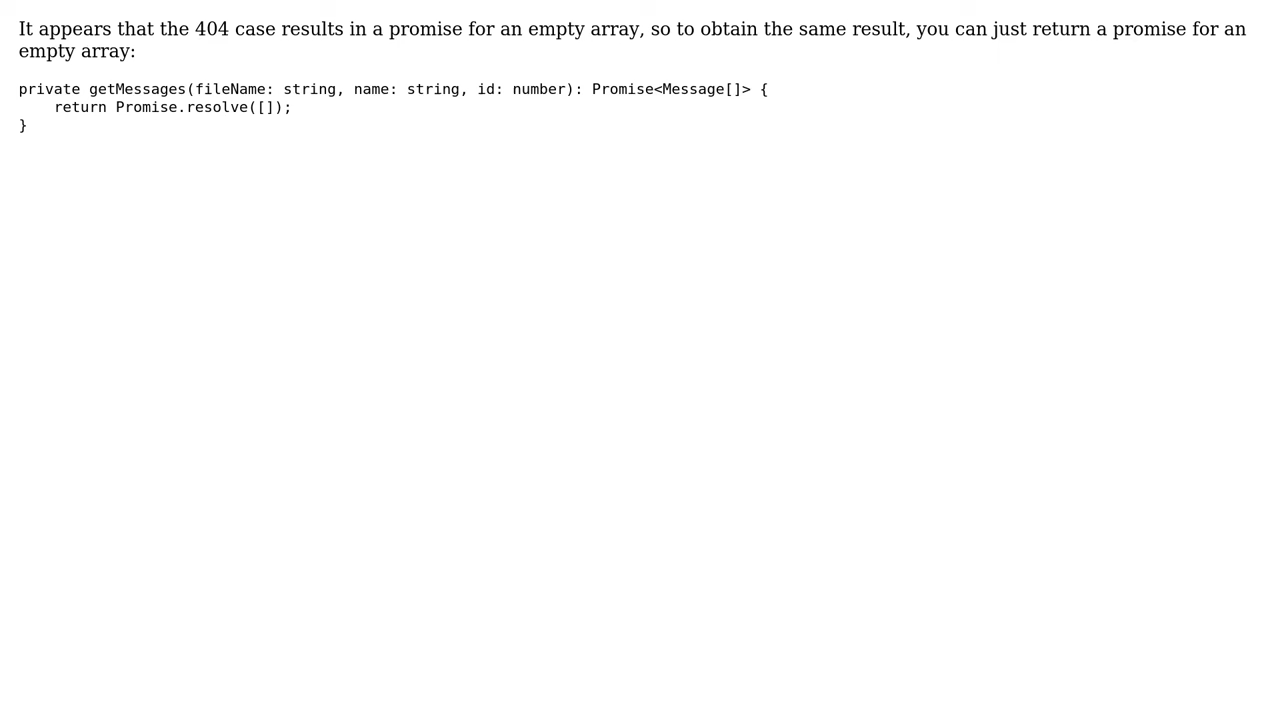 It appears that the 404 case results in a promise for an empty array, so to obtain the same result, you can just return a promise for an
empty array:
private getMessages(fileName: string, name: string, id: number): Promise<Message[]> {
    return Promise.resolve([]);
}